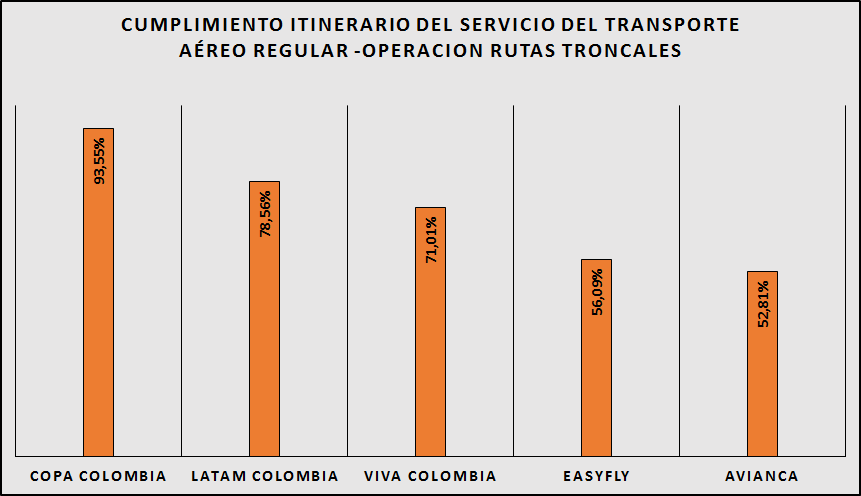 CUMPLIMIENTO ITINERARIO DEL SERVICIO DEL TRANSPORTE
AÉREO REGULAR -OPERACION RUTAS TRONCALES
93,55%
78,56%
71,01%
56,09%
52,81%
COPA COLOMBIA
LATAM COLOMBIA
VIVA COLOMBIA
EASYFLY
AVIANCA